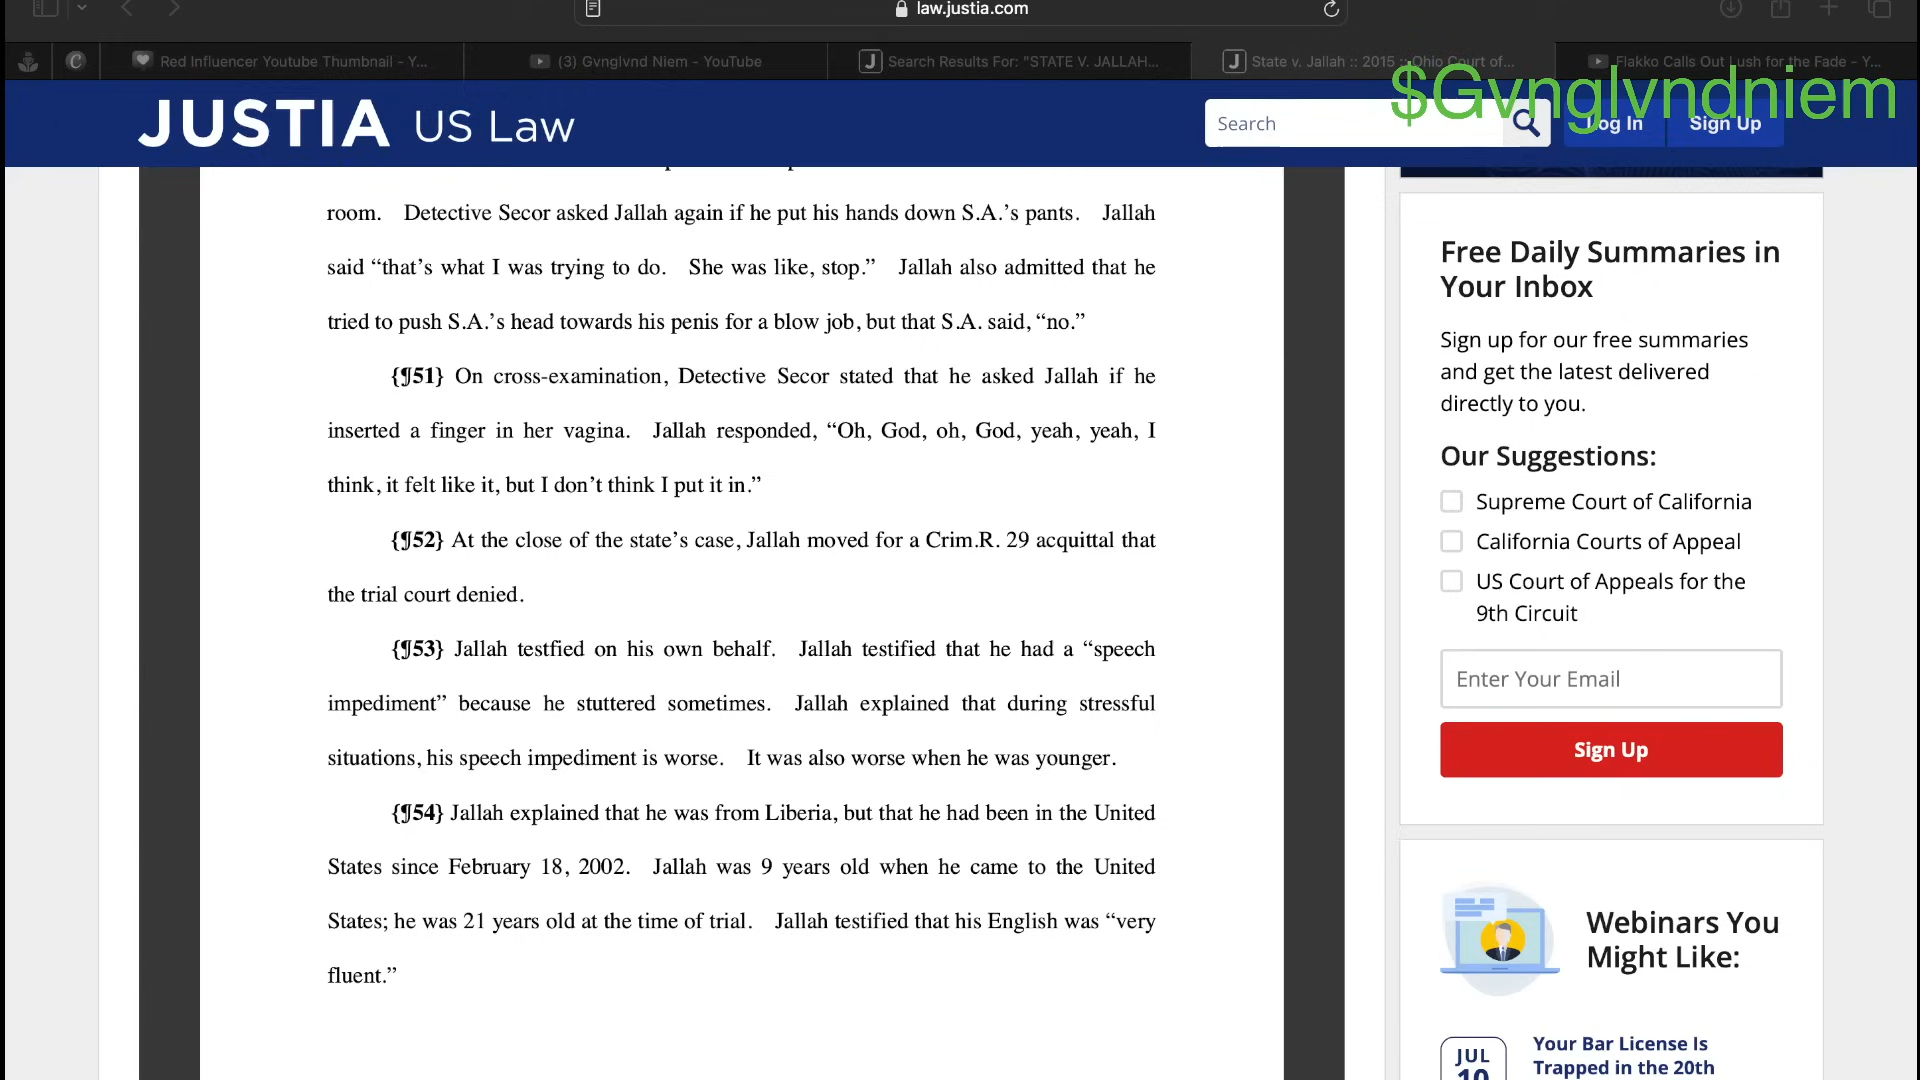 law.justia.com
Red Influencer Youtube Thumbnail - Y...
(3) Gvnglvnd Niem - YouTube
Search Results For: "STATE V. JALLAH...
State v. Jallah :: 2015 :: Ohio Court of...
Flakko Calls Out Lush for the Fade - Y...
$Gvnglvndniem
JUSTIA US Law
Search
Log In
Sign Up
room. Detective Secor asked Jallah again if he put his hands down S.A.’s pants. Jallah
said “that’s what I was trying to do. She was like, stop.” Jallah also admitted that he
tried to push S.A.’s head towards his penis for a blow job, but that S.A. said, “no.”
{¶51} On cross-examination, Detective Secor stated that he asked Jallah if he
inserted a finger in her vagina. Jallah responded, “Oh, God, oh, God, yeah, yeah, I
think, it felt like it, but I don’t think I put it in.”
{¶52} At the close of the state’s case, Jallah moved for a Crim.R. 29 acquittal that
the trial court denied.
{¶53} Jallah testfied on his own behalf. Jallah testified that he had a “speech
impediment” because he stuttered sometimes. Jallah explained that during stressful
situations, his speech impediment is worse. It was also worse when he was younger.
{¶54} Jallah explained that he was from Liberia, but that he had been in the United
States since February 18, 2002. Jallah was 9 years old when he came to the United
States; he was 21 years old at the time of trial. Jallah testified that his English was “very
fluent.”
Free Daily Summaries in
Your Inbox
Sign up for our free summaries
and get the latest delivered
directly to you.
Our Suggestions:
Supreme Court of California
California Courts of Appeal
US Court of Appeals for the
9th Circuit
Enter Your Email
Sign Up
Webinars You
Might Like:
JUL
10
Your Bar License Is
Trapped in the 20th